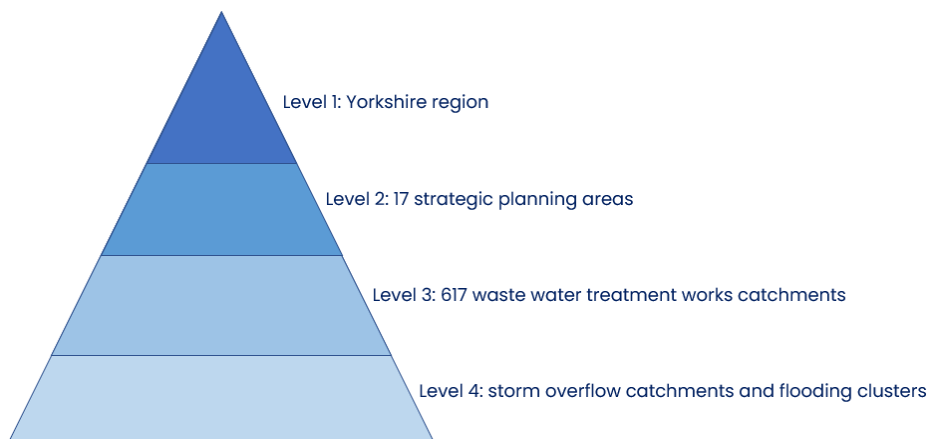 Level 1: Yorkshire region
Level 2: 17 strategic planning areas
Level 3: 617 waste water treatment works catchments
Level 4: storm overflow catchments and flooding clusters